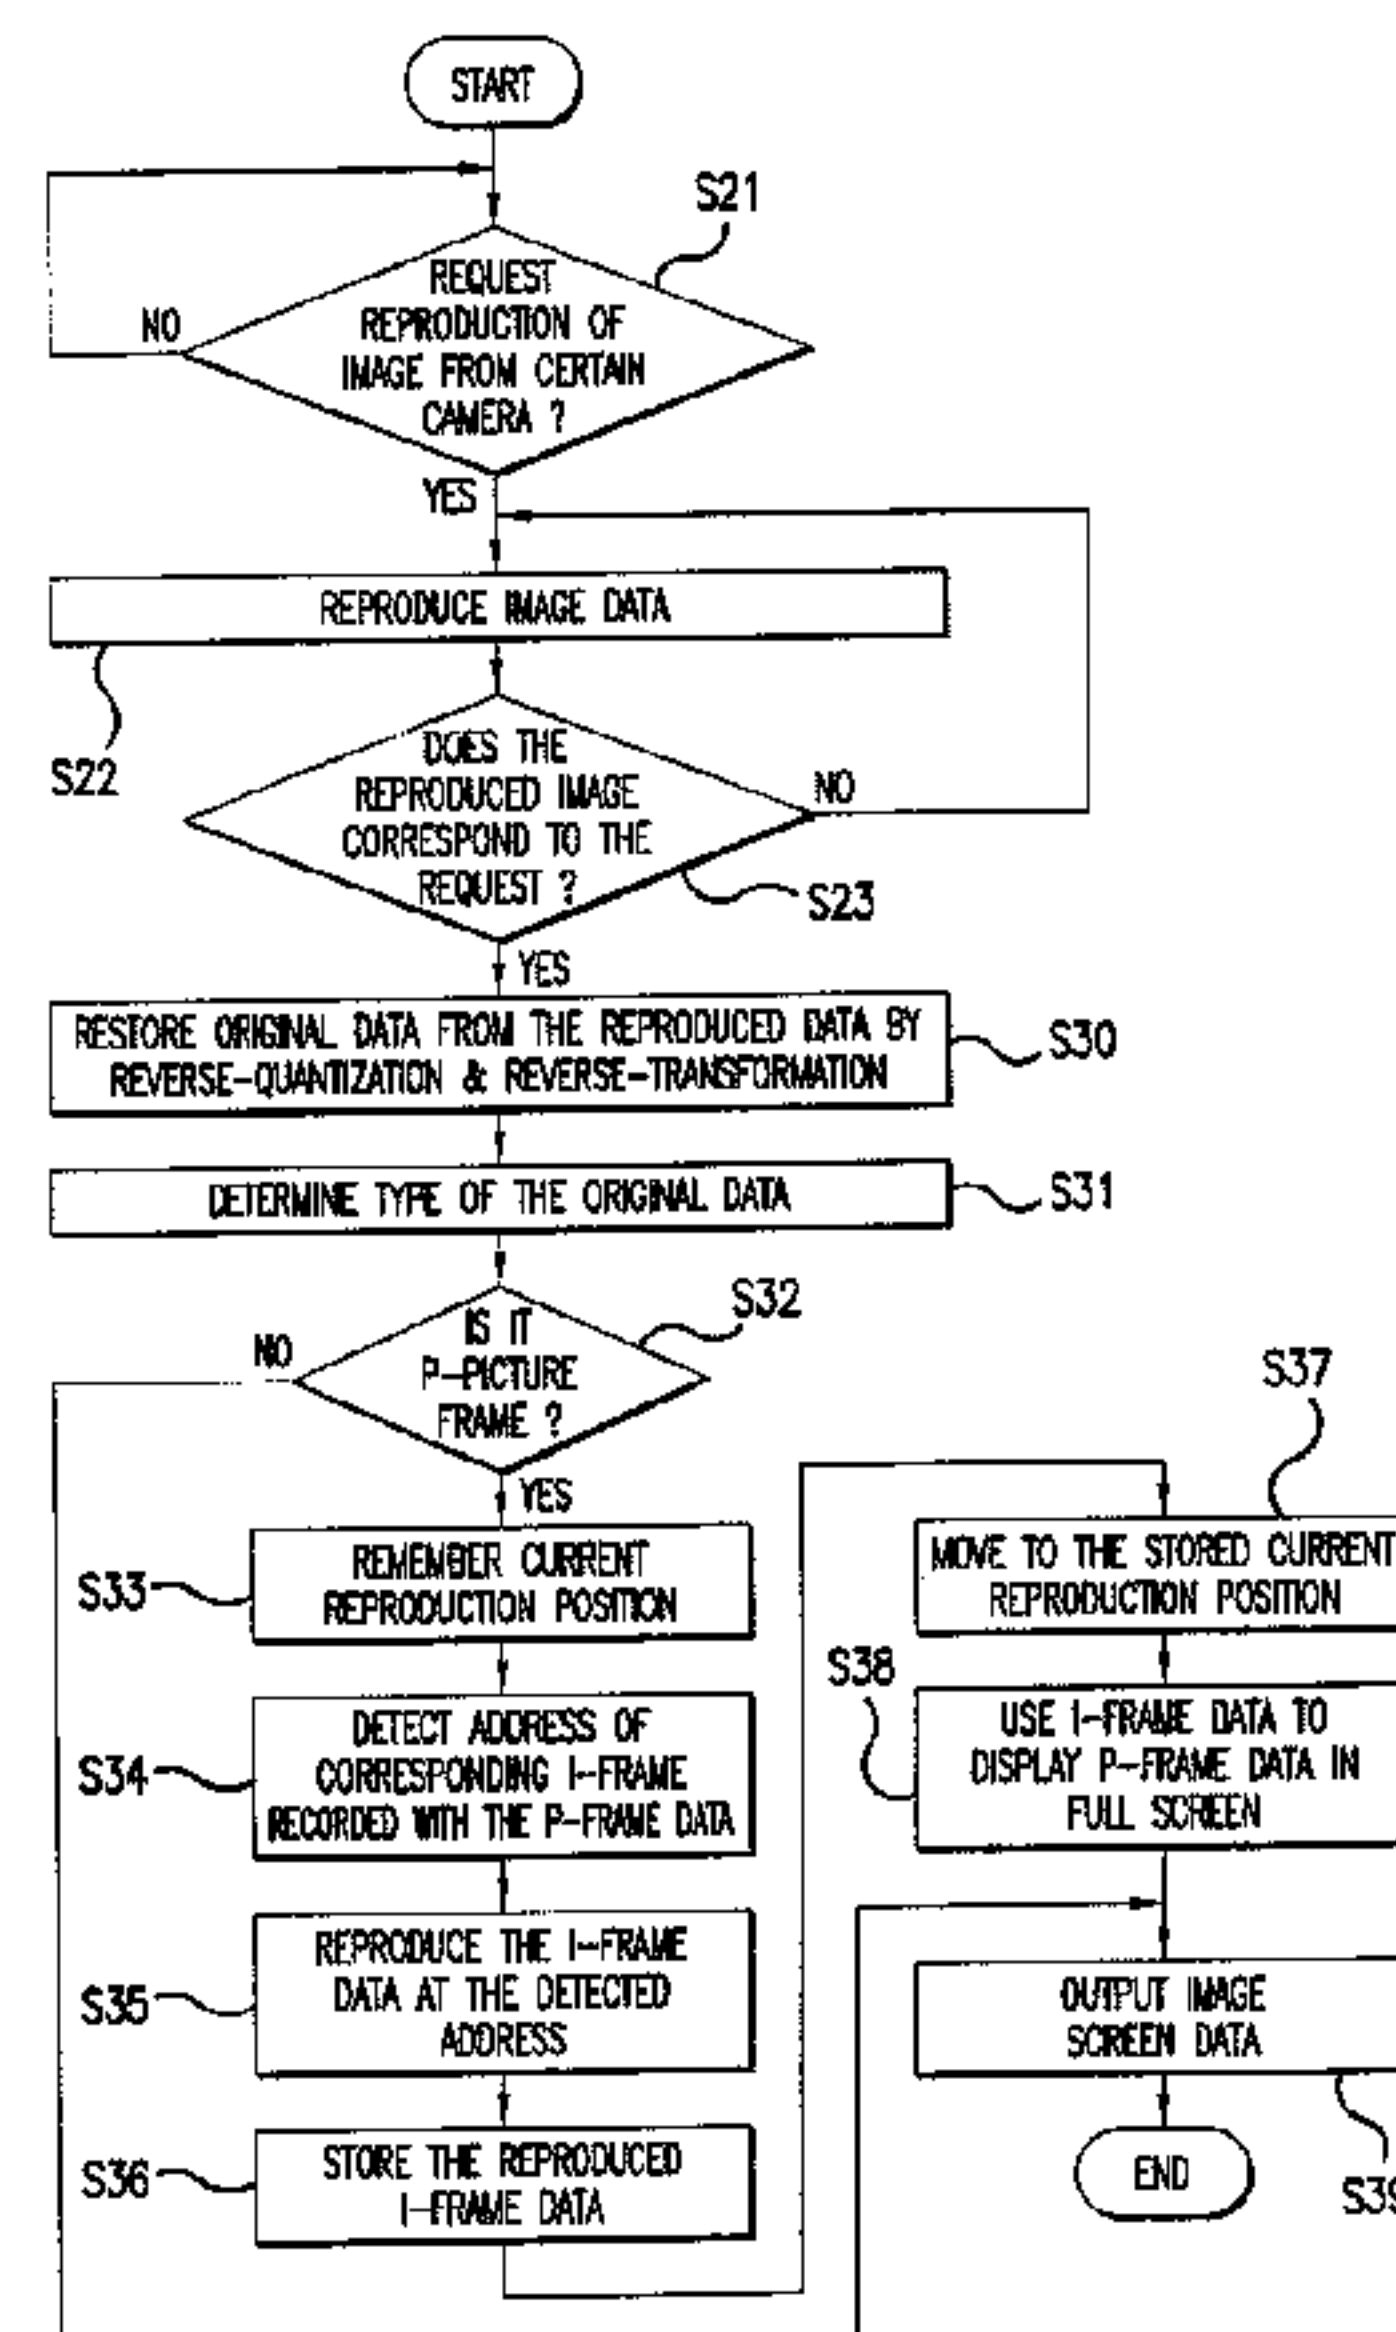 START
S21
REQUEST
REPRODUCTION OF
IMAGE FROM CERTAIN
CAMERA ?
NO
YES
REPRODUCE IMAGE DATA
S22
DOES THE
REPRODUCED IMAGE
CORRESPOND TO THE
REQUEST ?
NO
S23
YES
RESTORE ORIGINAL DATA FROM THE REPRODUCED DATA BY
REVERSE-QUANTIZATION & REVERSE-TRANSFORMATION
S30
DETERMINE TYPE OF THE ORIGINAL DATA
S31
S32
IS IT
P-PICTURE
FRAME ?
NO
YES
REMEMBER CURRENT
REPRODUCTION POSITION
S33
DETECT ADDRESS OF
CORRESPONDING I-FRAME
RECORDED WITH THE P-FRAME DATA
S34
REPRODUCE THE I-FRAME
DATA AT THE DETECTED
ADDRESS
S35
STORE THE REPRODUCED
I-FRAME DATA
S36
S37
MOVE TO THE STORED CURRENT
REPRODUCTION POSITION
S38
USE I-FRAME DATA TO
DISPLAY P-FRAME DATA IN
FULL SCREEN
OUTPUT IMAGE
SCREEN DATA
END
S39